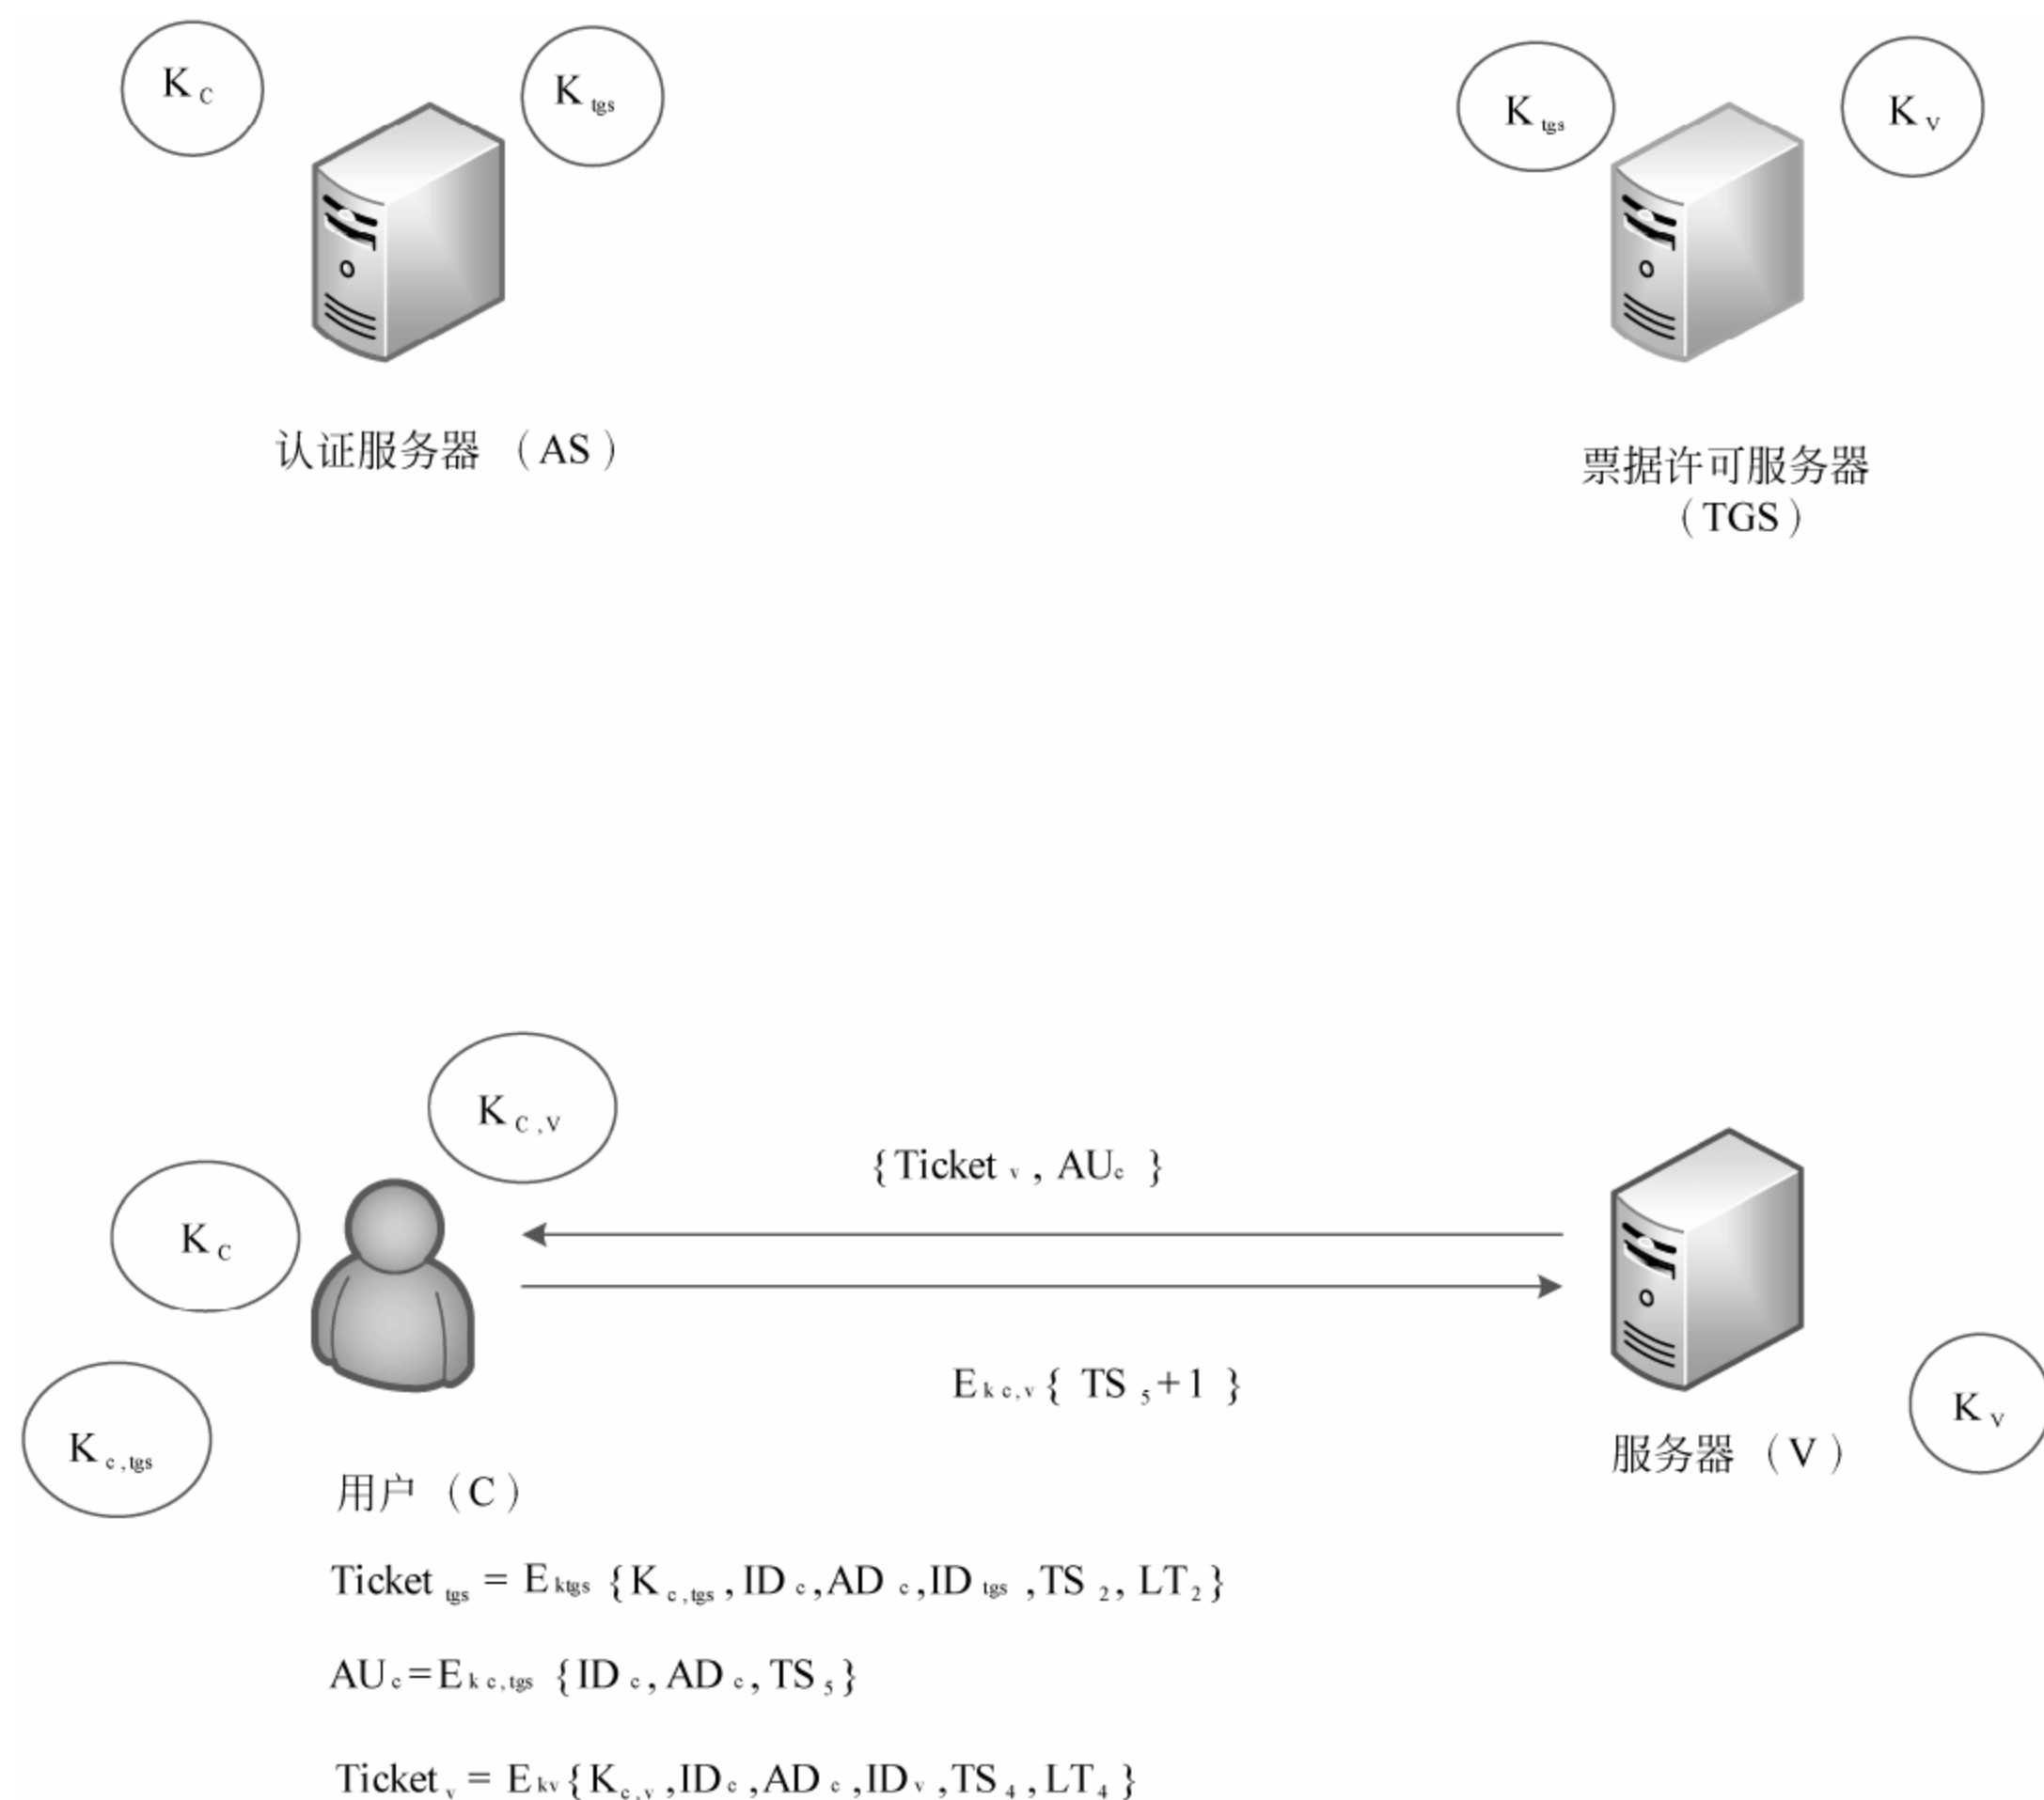 K C
K tgs
K tgs
K V
认证服务器 （AS）
票据许可服务器
（TGS）
K C,V
{Ticket v, AUc }
K C
E k c,v { TS 5+1 }
K V
K c,tgs
服务器 （V）
用户 （C）
Ticket tgs = E ktgs {K c,tgs, ID c,AD c,ID tgs ,TS 2, LT 2}
AU c=E k c,tgs {ID c, AD c, TS 5}
Ticket v = E kv{K c,v ,ID c ,AD c ,ID v ,TS 4 ,LT 4 }